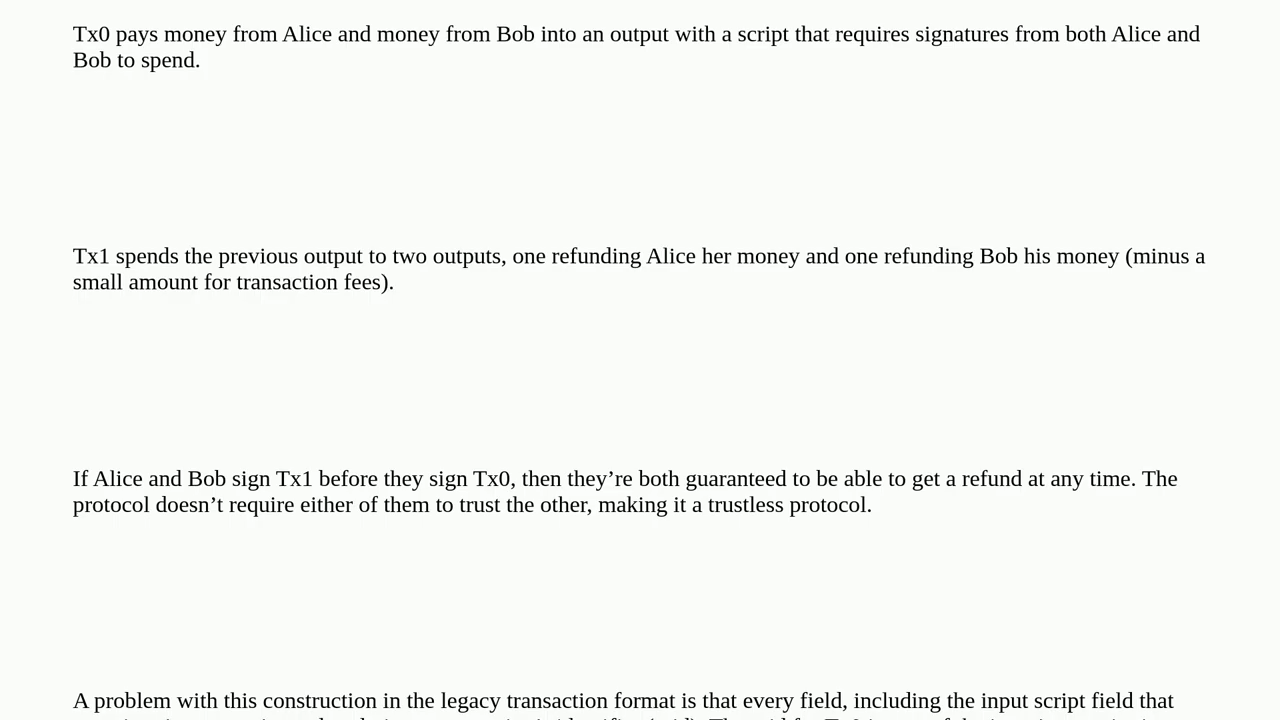 Tx0 pays money from Alice and money from Bob into an output with a script that requires signatures from both Alice and
Bob to spend.
Tx1 spends the previous output to two outputs, one refunding Alice her money and one refunding Bob his money (minus a
small amount for transaction fees).
If Alice and Bob sign Tx1 before they sign Tx0, then they’re both guaranteed to be able to get a refund at any time. The
protocol doesn’t require either of them to trust the other, making it a trustless protocol.
A problem with this construction in the legacy transaction format is that every field, including the input script field that